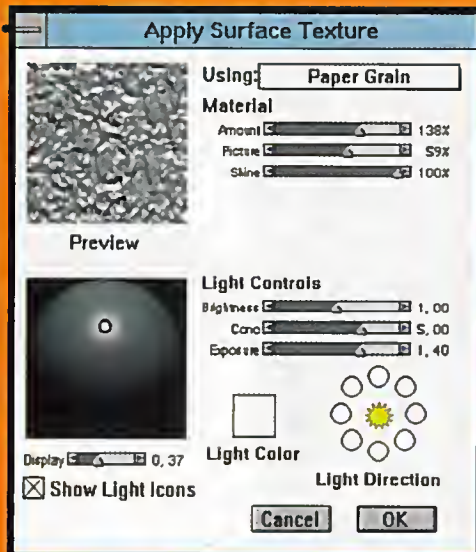 Apply Surface Texture
Using: Paper Grain
Material
Amount 138%
Picture 59%
Shine 100%
Preview
Light Controls
Brightness 1,00
Conc 5,00
Exposure 1,40
Display 0,37
Light Color
Light Direction
Show Light Icons
Cancel OK